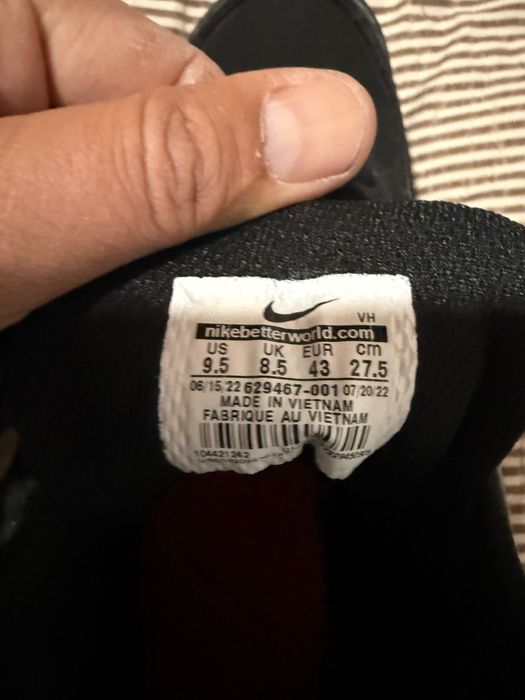 VH
nikebetterworld.com
US UK EUR cm
9.5 8.5 43 27.5
06/15/22 629467-001 07/20/22
MADE IN VIETNAM
FABRIQUE AU VIETNAM
104421242